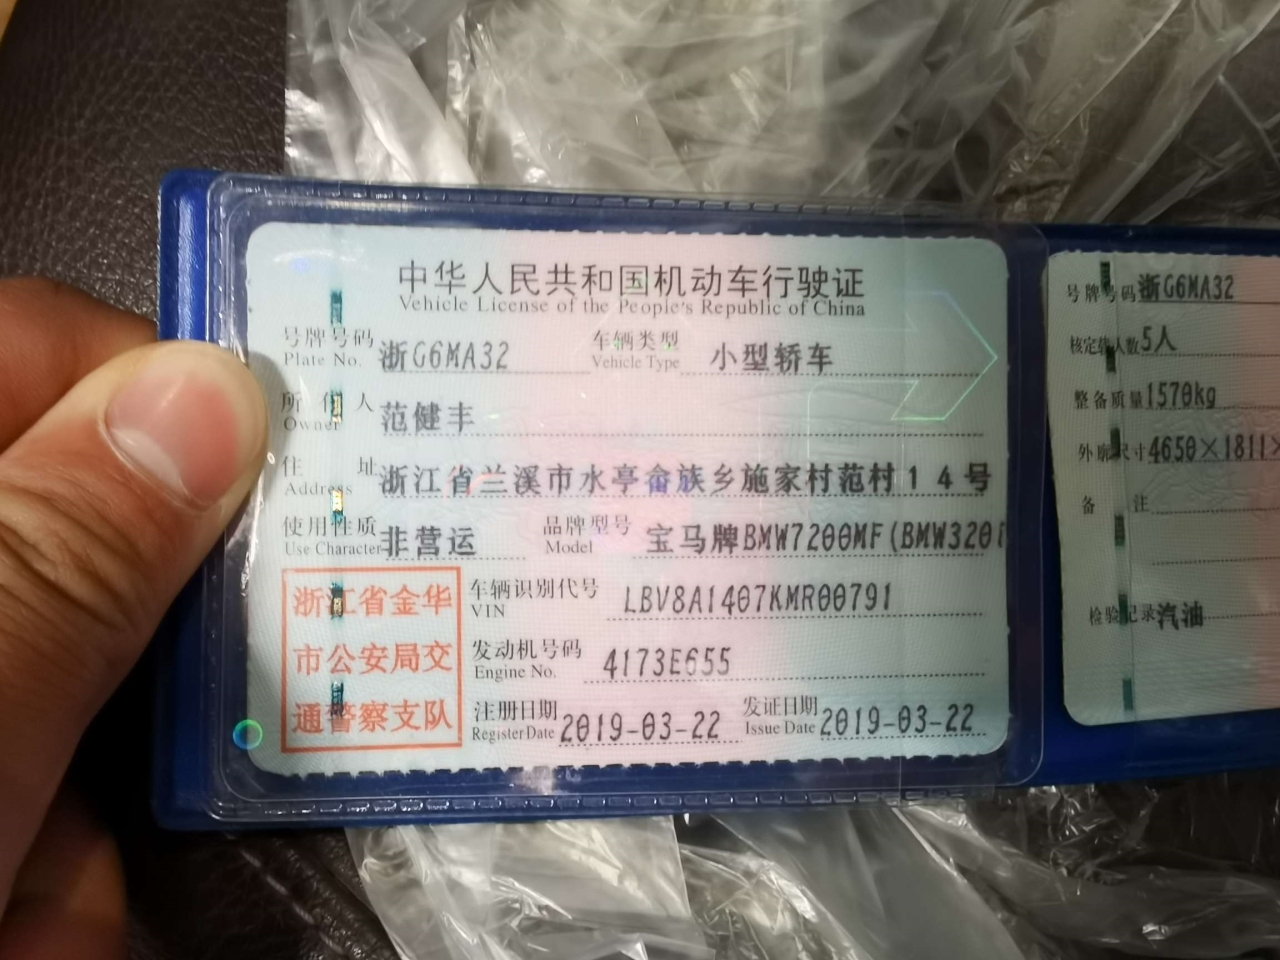 中华人民共和国机动车行驶证
Vehicle License of the People's Republic of China
号牌号码 浙G6MA32 车辆类型 小型轿车
Plate No. Vehicle Type
所有人 范健丰
Owner
住址 浙江省兰溪市水亭畲族乡施家村范村14号
Address
使用性质 非营运 品牌型号 宝马牌BMW7200MF(BMW320i
Use Character Model
浙江省金华
市公安局交
通警察支队
车辆识别代号 LBV8A1407KMR00791
VIN
发动机号码 4173E655
Engine No.
注册日期 2019-03-22 发证日期 2019-03-22
Register Date Issue Date
号牌号码 浙G6MA32
核定载人数 5人
整备质量 1570kg
外廓尺寸 4650×1811×
备注
检验记录 汽油